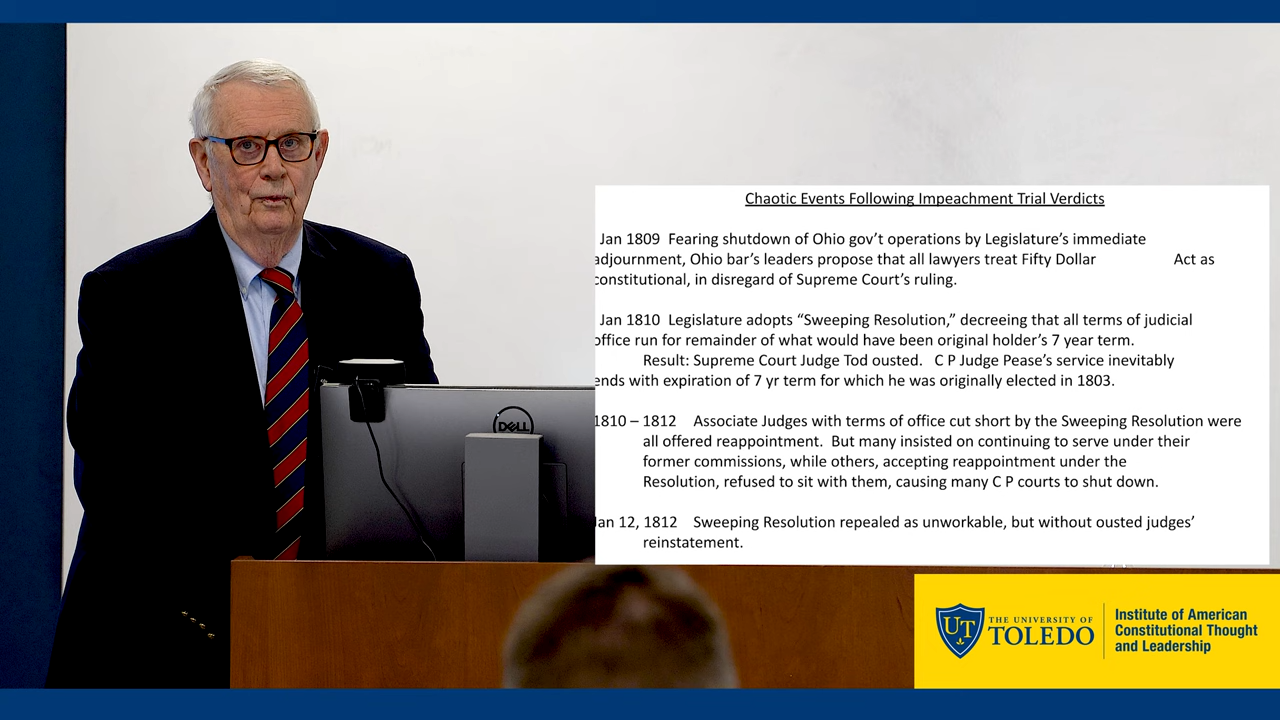 Chaotic Events Following Impeachment Trial Verdicts
Jan 1809 Fearing shutdown of Ohio gov’t operations by Legislature’s immediate
adjournment, Ohio bar’s leaders propose that all lawyers treat Fifty Dollar Act as
constitutional, in disregard of Supreme Court’s ruling.
Jan 1810 Legislature adopts “Sweeping Resolution,” decreeing that all terms of judicial
office run for remainder of what would have been original holder’s 7 year term.
Result: Supreme Court Judge Tod ousted. C P Judge Pease’s service inevitably
ends with expiration of 7 yr term for which he was originally elected in 1803.
1810 – 1812 Associate Judges with terms of office cut short by the Sweeping Resolution were
all offered reappointment. But many insisted on continuing to serve under their
former commissions, while others, accepting reappointment under the
Resolution, refused to sit with them, causing many C P courts to shut down.
Jan 12, 1812 Sweeping Resolution repealed as unworkable, but without ousted judges’
reinstatement.
DELL
UT
THE UNIVERSITY OF
TOLEDO
Institute of American
Constitutional Thought
and Leadership